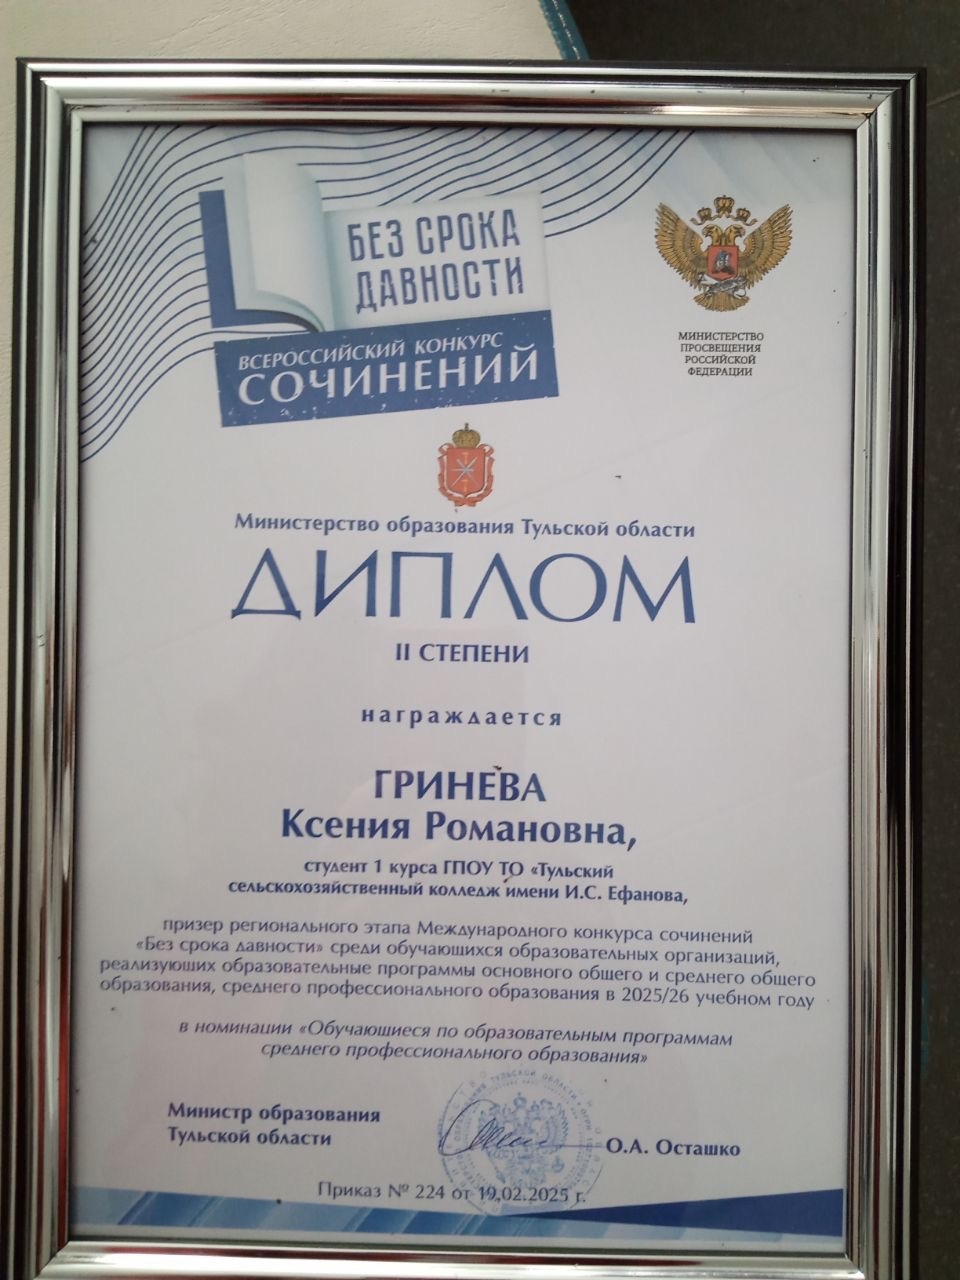 БЕЗ СРОКА
ДАВНОСТИ
ВСЕРОССИЙСКИЙ КОНКУРС
СОЧИНЕНИЙ
МИНИСТЕРСТВО
ПРОСВЕЩЕНИЯ
РОССИЙСКОЙ
ФЕДЕРАЦИИ
Министерство образования Тульской области
ДИПЛОМ
II СТЕПЕНИ
награждается
ГРИНЕВА
Ксения Романовна,
студент 1 курса ГПОУ ТО «Тульский
сельскохозяйственный колледж имени И.С. Ефанова,
призер регионального этапа Международного конкурса сочинений
«Без срока давности» среди обучающихся образовательных организаций,
реализующих образовательные программы основного общего и среднего общего
образования, среднего профессионального образования в 2025/26 учебном году
в номинации «Обучающиеся по образовательным программам
среднего профессионального образования»
Министр образования
Тульской области
О.А. Осташко
Приказ № 224 от 19.02.2025 г.